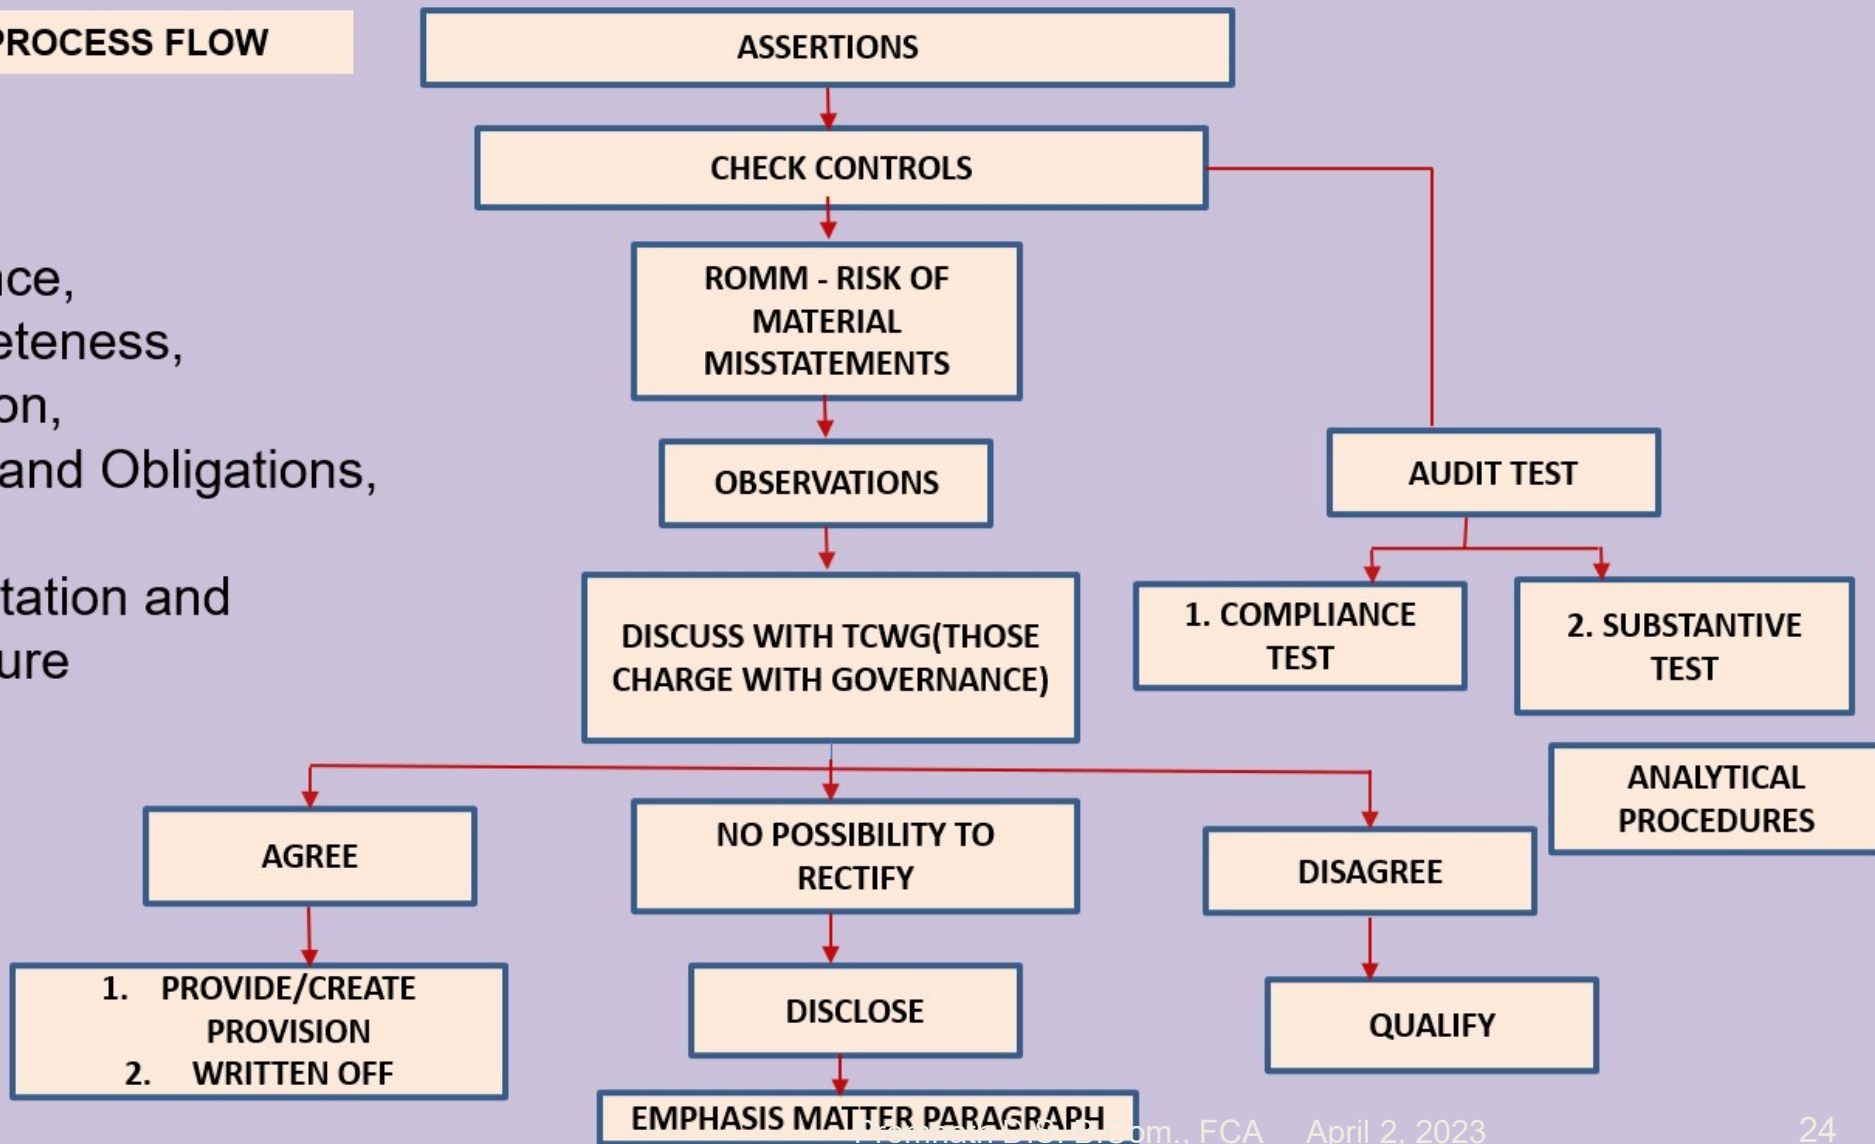 PROCESS FLOW
ASSERTIONS
CHECK CONTROLS
ROMM - RISK OF
MATERIAL
MISSTATEMENTS
OBSERVATIONS
DISCUSS WITH TCWG(THOSE
CHARGE WITH GOVERNANCE)
AUDIT TEST
1. COMPLIANCE
TEST
2. SUBSTANTIVE
TEST
ANALYTICAL
PROCEDURES
nce,
eteness,
on,
and Obligations,
tation and
ure
AGREE
NO POSSIBILITY TO
RECTIFY
DISAGREE
1. PROVIDE/CREATE
PROVISION
2. WRITTEN OFF
DISCLOSE
QUALIFY
EMPHASIS MATTER PARAGRAPH
FCA April 2, 2023
24